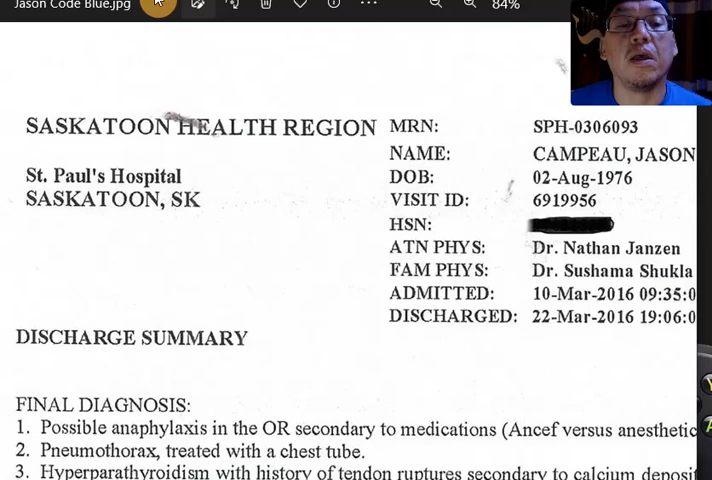 Jason Code Blue.jpg
84%
SASKATOON HEALTH REGION
St. Paul's Hospital
SASKATOON, SK
MRN: SPH-0306093
NAME: CAMPEAU, JASON
DOB: 02-Aug-1976
VISIT ID: 6919956
HSN:
ATN PHYS: Dr. Nathan Janzen
FAM PHYS: Dr. Sushama Shukla
ADMITTED: 10-Mar-2016 09:35:0
DISCHARGED: 22-Mar-2016 19:06:0
DISCHARGE SUMMARY
FINAL DIAGNOSIS:
1. Possible anaphylaxis in the OR secondary to medications (Ancef versus anesthetic
2. Pneumothorax, treated with a chest tube.
3. Hyperparathyroidism with history of tendon ruptures secondary to calcium deposit